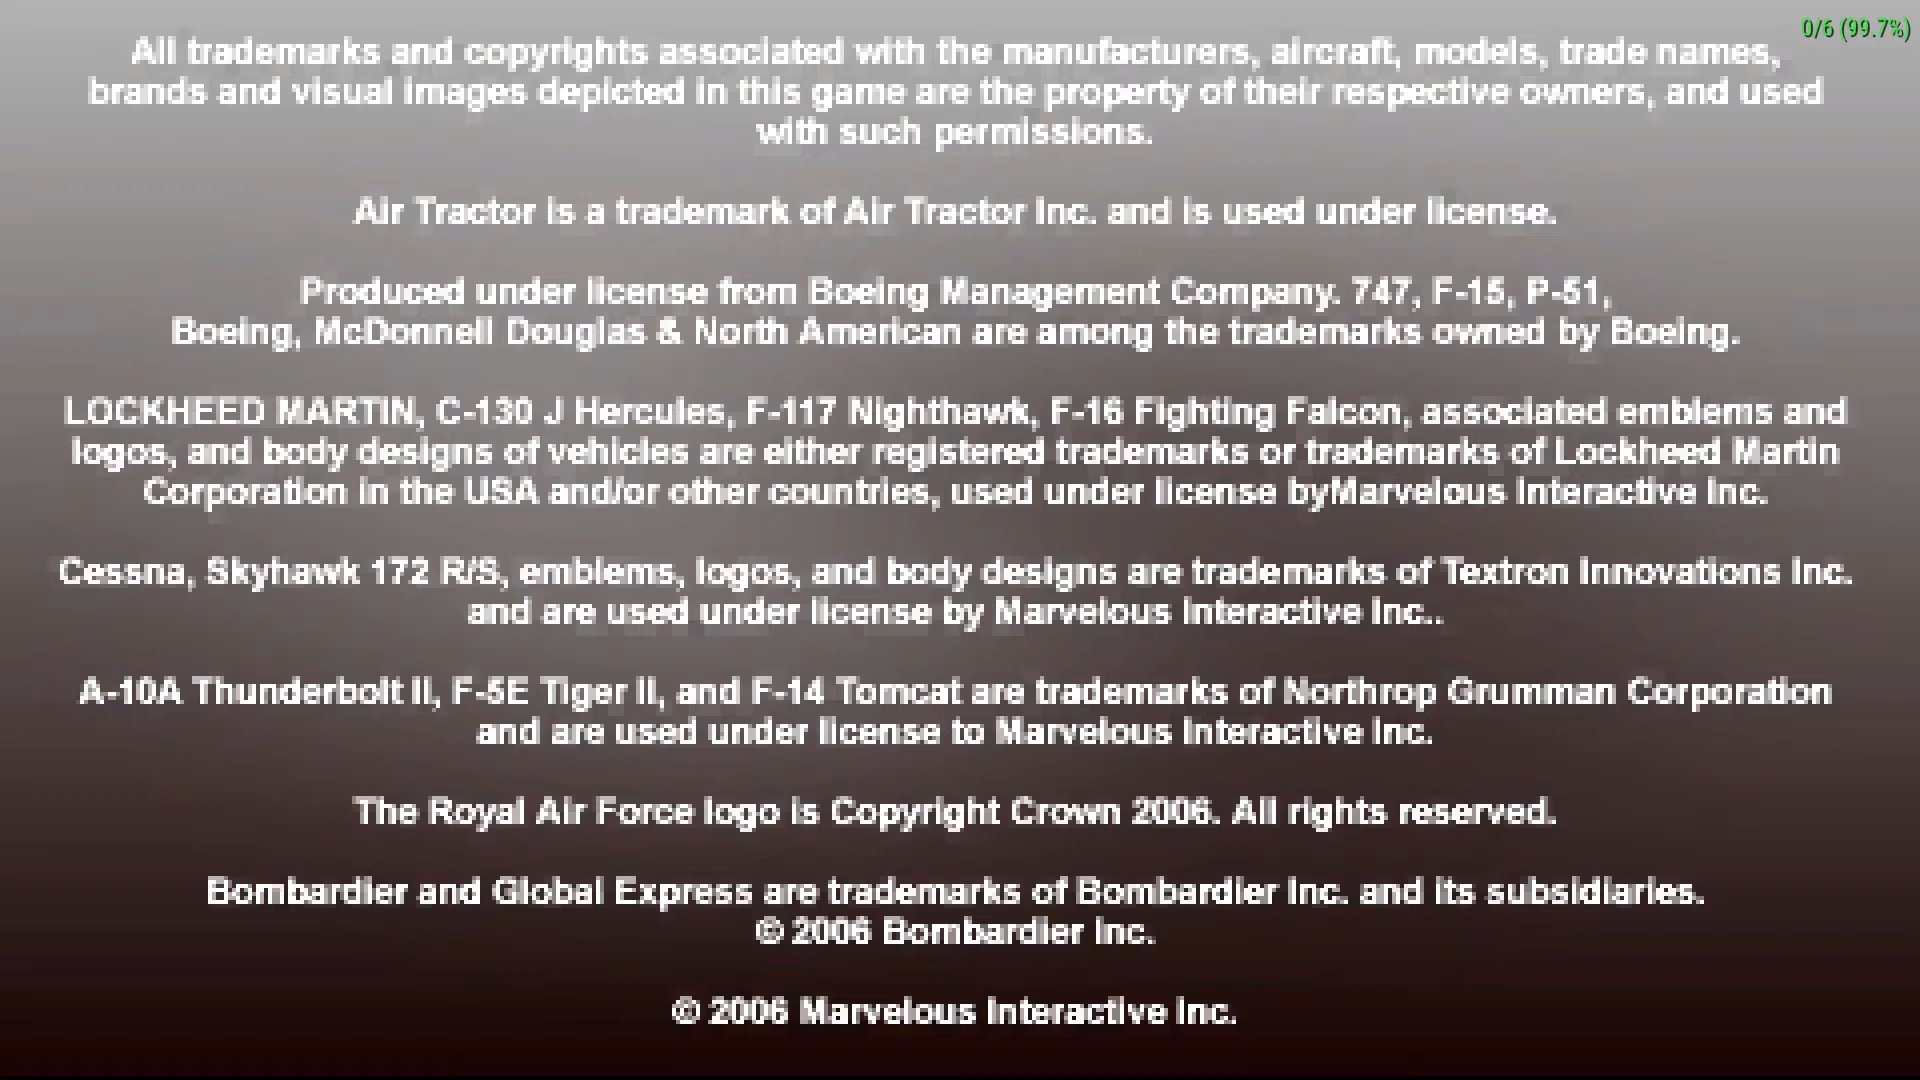 0/6 (99.7%)
All trademarks and copyrights associated with the manufacturers, aircraft, models, trade names,
brands and visual images depicted in this game are the property of their respective owners, and used
with such permissions.
Air Tractor is a trademark of Air Tractor Inc. and is used under license.
Produced under license from Boeing Management Company. 747, F-15, P-51,
Boeing, McDonnell Douglas & North American are among the trademarks owned by Boeing.
LOCKHEED MARTIN, C-130 J Hercules, F-117 Nighthawk, F-16 Fighting Falcon, associated emblems and
logos, and body designs of vehicles are either registered trademarks or trademarks of Lockheed Martin
Corporation in the USA and/or other countries, used under license byMarvelous Interactive Inc.
Cessna, Skyhawk 172 R/S, emblems, logos, and body designs are trademarks of Textron Innovations Inc.
and are used under license by Marvelous Interactive Inc..
A-10A Thunderbolt II, F-5E Tiger II, and F-14 Tomcat are trademarks of Northrop Grumman Corporation
and are used under license to Marvelous Interactive Inc.
The Royal Air Force logo is Copyright Crown 2006. All rights reserved.
Bombardier and Global Express are trademarks of Bombardier Inc. and its subsidiaries.
© 2006 Bombardier Inc.
© 2006 Marvelous Interactive Inc.